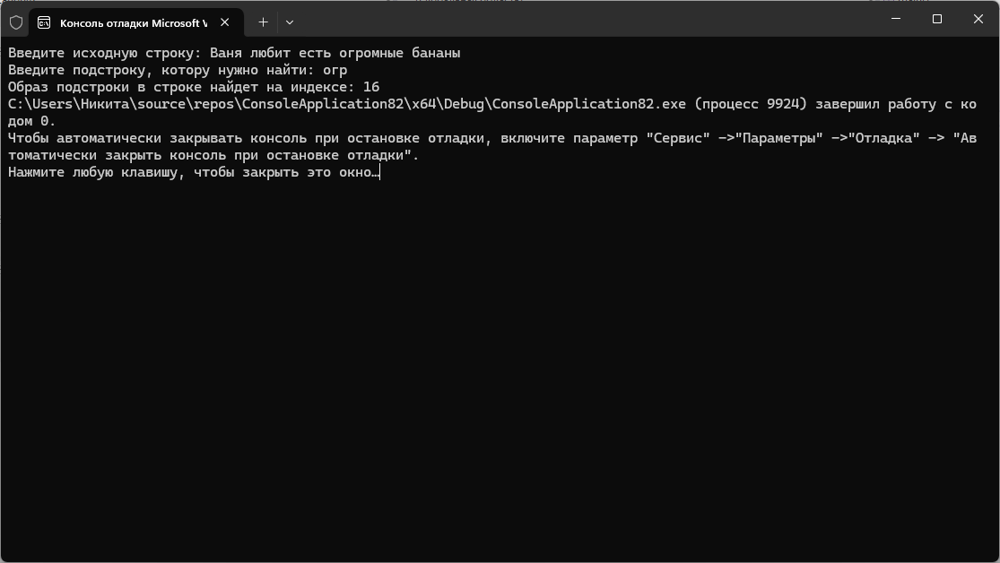 Консоль отладки Microsoft V
Введите исходную строку: Ваня любит есть огромные бананы
Введите подстроку, котору нужно найти: огр
Образ подстроки в строке найдет на индексе: 16
C:\Users\Никита\source\repos\ConsoleApplication82\x64\Debug\ConsoleApplication82.exe (процесс 9924) завершил работу с ко
дом 0.
Чтобы автоматически закрывать консоль при остановке отладки, включите параметр "Сервис" ->"Параметры" ->"Отладка" -> "Ав
томатически закрыть консоль при остановке отладки".
Нажмите любую клавишу, чтобы закрыть это окно…